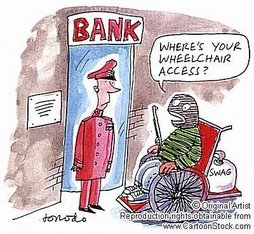 BANK
WHERE'S YOUR
WHEELCHAIR
ACCESS?
SWAG
© Original Artist
Reproduction rights obtainable from
www.CartoonStock.com